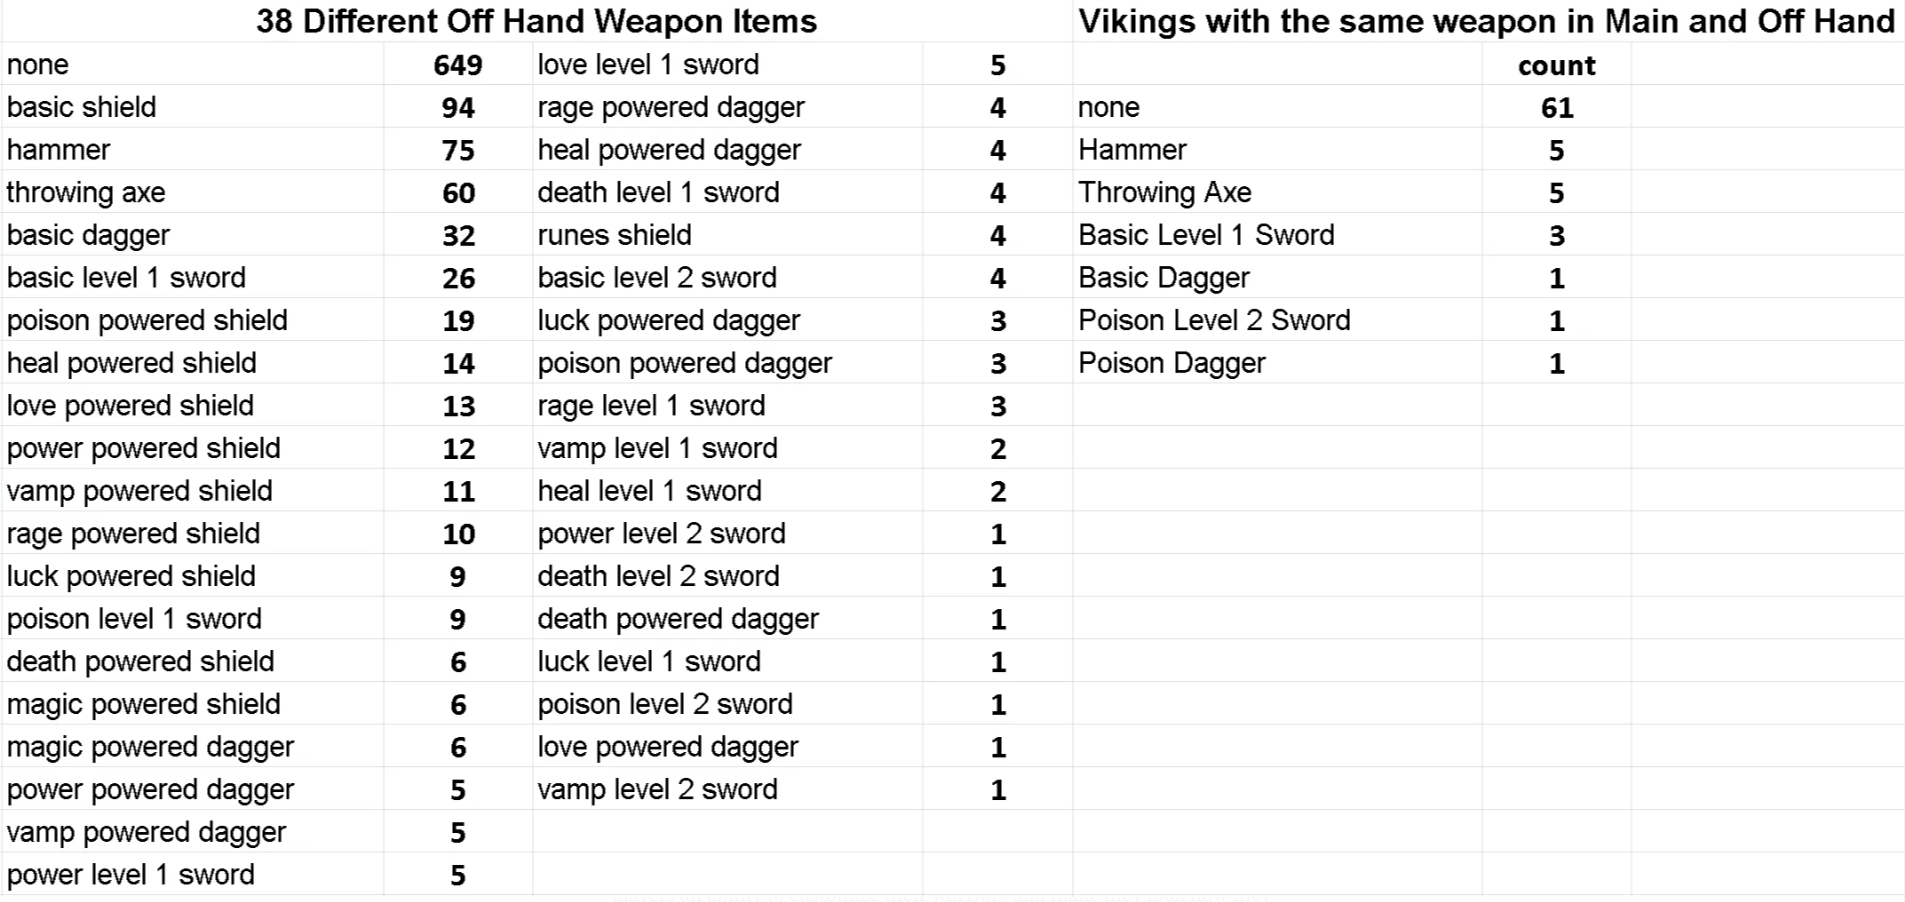 38 Different Off Hand Weapon Items Vikings with the same weapon in Main and Off Hand
none 649 love level 1 sword 5 count
basic shield 94 rage powered dagger 4 none 61
hammer 75 heal powered dagger 4 Hammer 5
throwing axe 60 death level 1 sword 4 Throwing Axe 5
basic dagger 32 runes shield 4 Basic Level 1 Sword 3
basic level 1 sword 26 basic level 2 sword 4 Basic Dagger 1
poison powered shield 19 luck powered dagger 3 Poison Level 2 Sword 1
heal powered shield 14 poison powered dagger 3 Poison Dagger 1
love powered shield 13 rage level 1 sword 3
power powered shield 12 vamp level 1 sword 2
vamp powered shield 11 heal level 1 sword 2
rage powered shield 10 power level 2 sword 1
luck powered shield 9 death level 2 sword 1
poison level 1 sword 9 death powered dagger 1
death powered shield 6 luck level 1 sword 1
magic powered shield 6 poison level 2 sword 1
magic powered dagger 6 love powered dagger 1
power powered dagger 5 vamp level 2 sword 1
vamp powered dagger 5
power level 1 sword 5